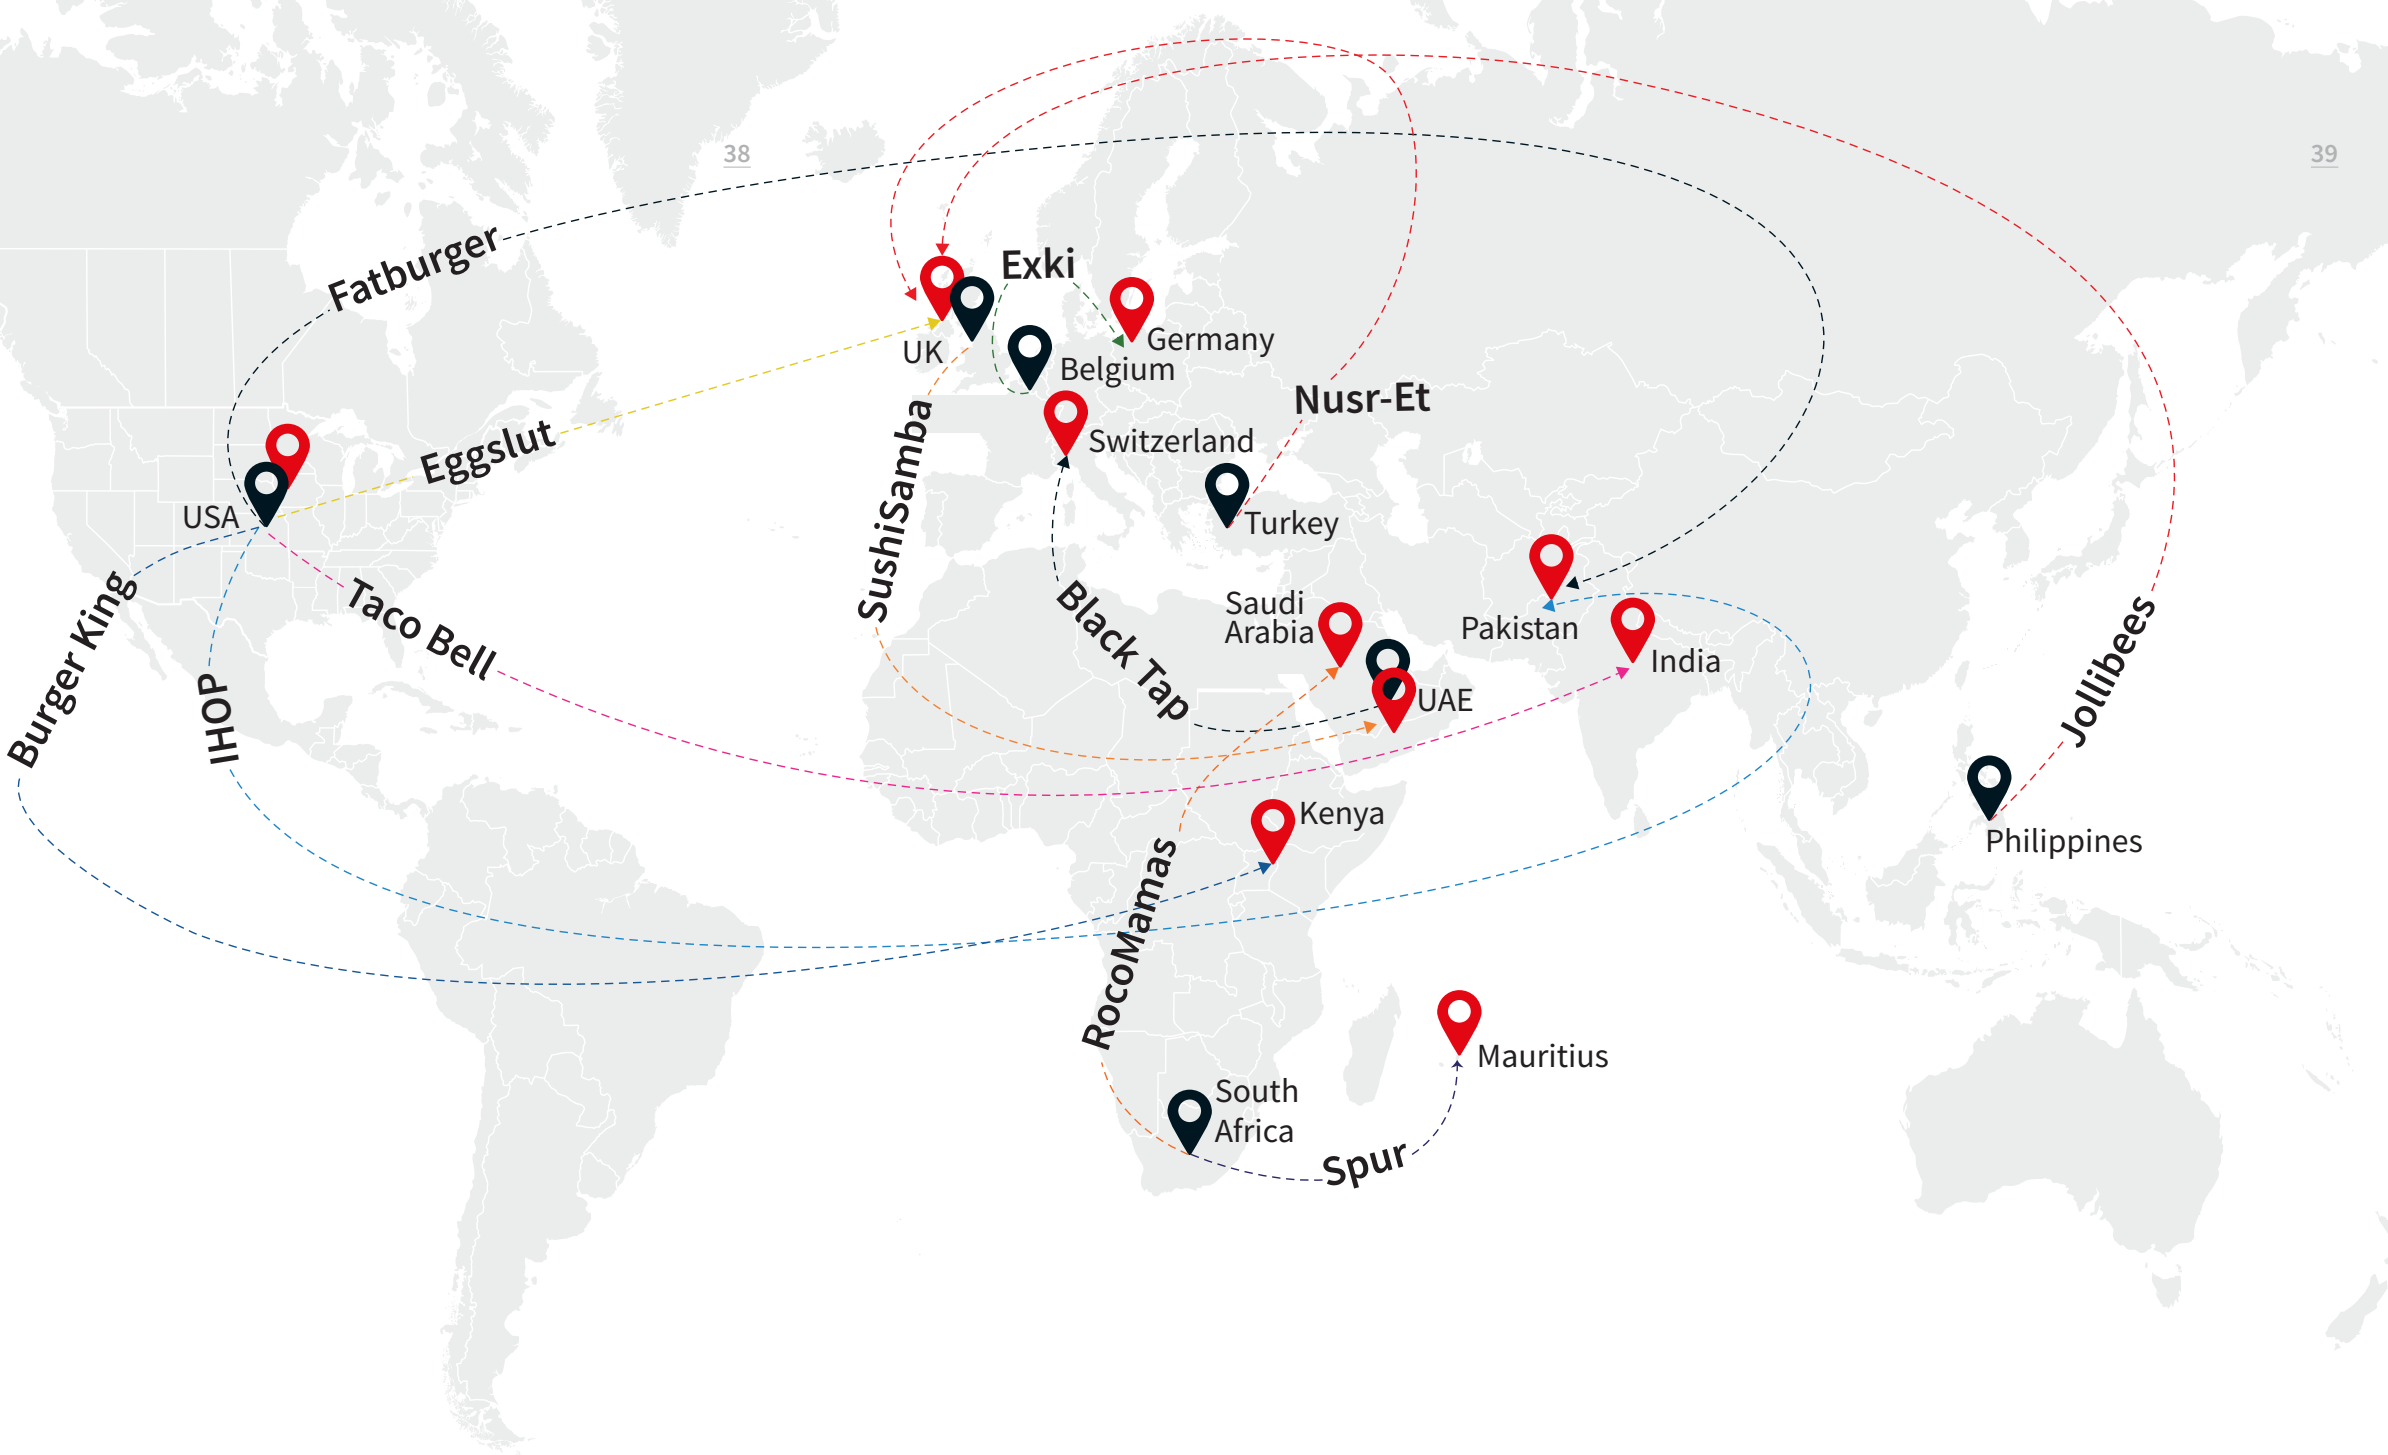 38
39
Fatburger
Exki
UK
Germany
Belgium
Nusr-Et
Eggslut
Switzerland
USA
SushiSamba
Turkey
Burger King
Taco Bell
Black Tap
Saudi
Arabia
Pakistan
India
IHOP
UAE
Jollibees
Kenya
Philippines
RocoMamas
Mauritius
South
Africa
Spur